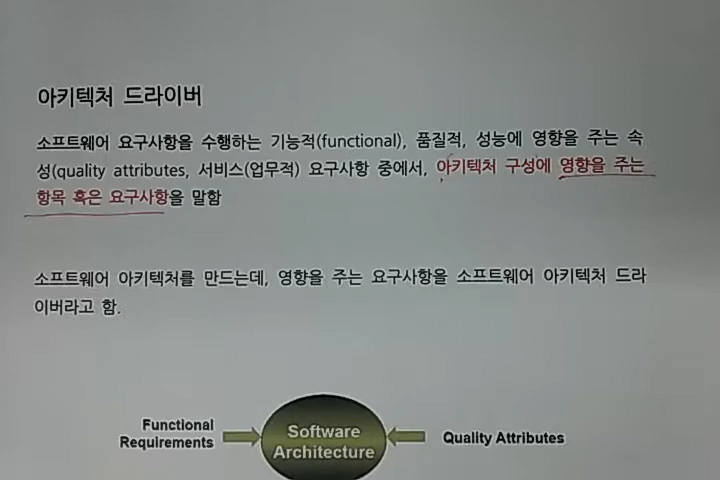 아키텍처 드라이버
소프트웨어 요구사항을 수행하는 기능적(functional), 품질적, 성능에 영향을 주는 속
성(quality attributes, 서비스(업무적) 요구사항 중에서, 아키텍처 구성에 영향을 주는
항목 혹은 요구사항을 말함
소프트웨어 아키텍처를 만드는데, 영향을 주는 요구사항을 소프트웨어 아키텍처 드라
이버라고 함.
Functional
Requirements
Software
Architecture
Quality Attributes